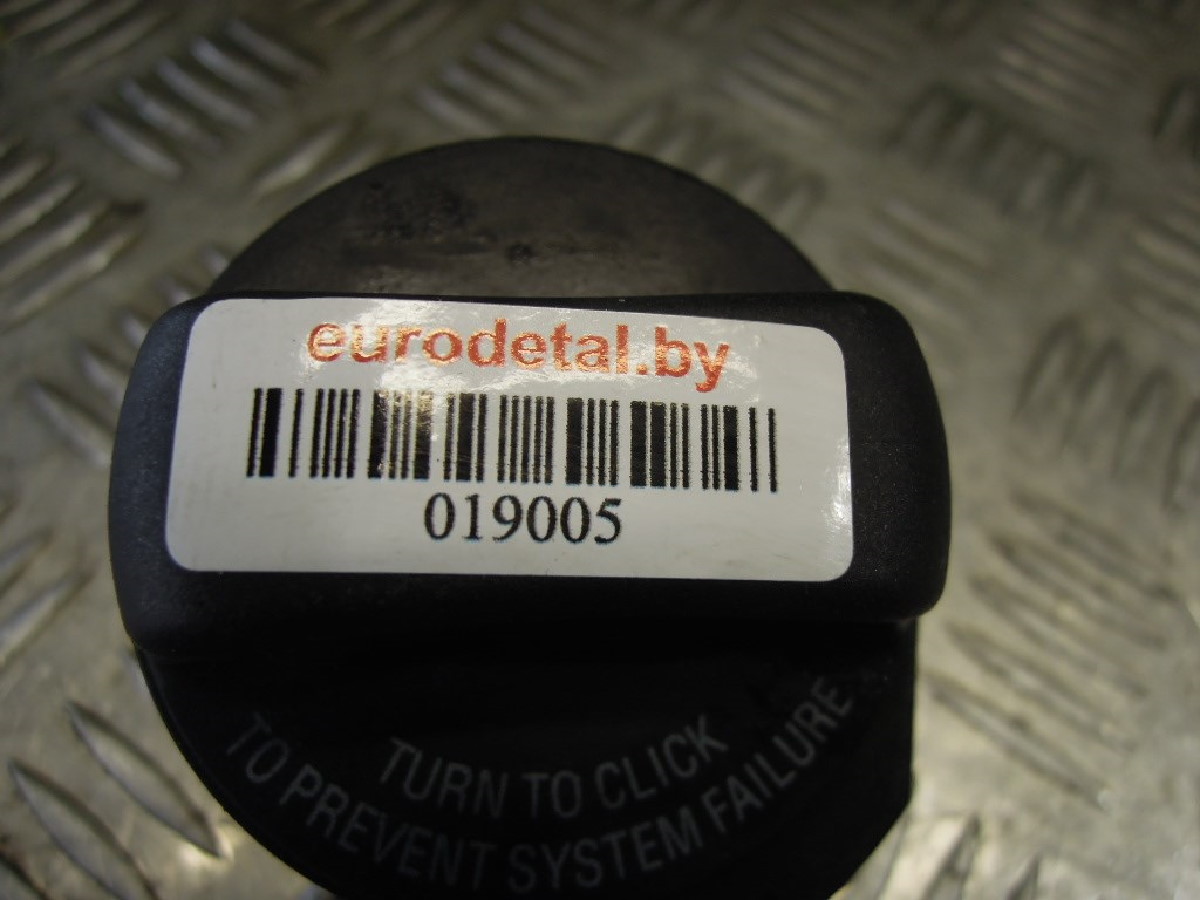 eurodetal.by
019005
TURN TO CLICK
TO PREVENT SYSTEM FAILURE